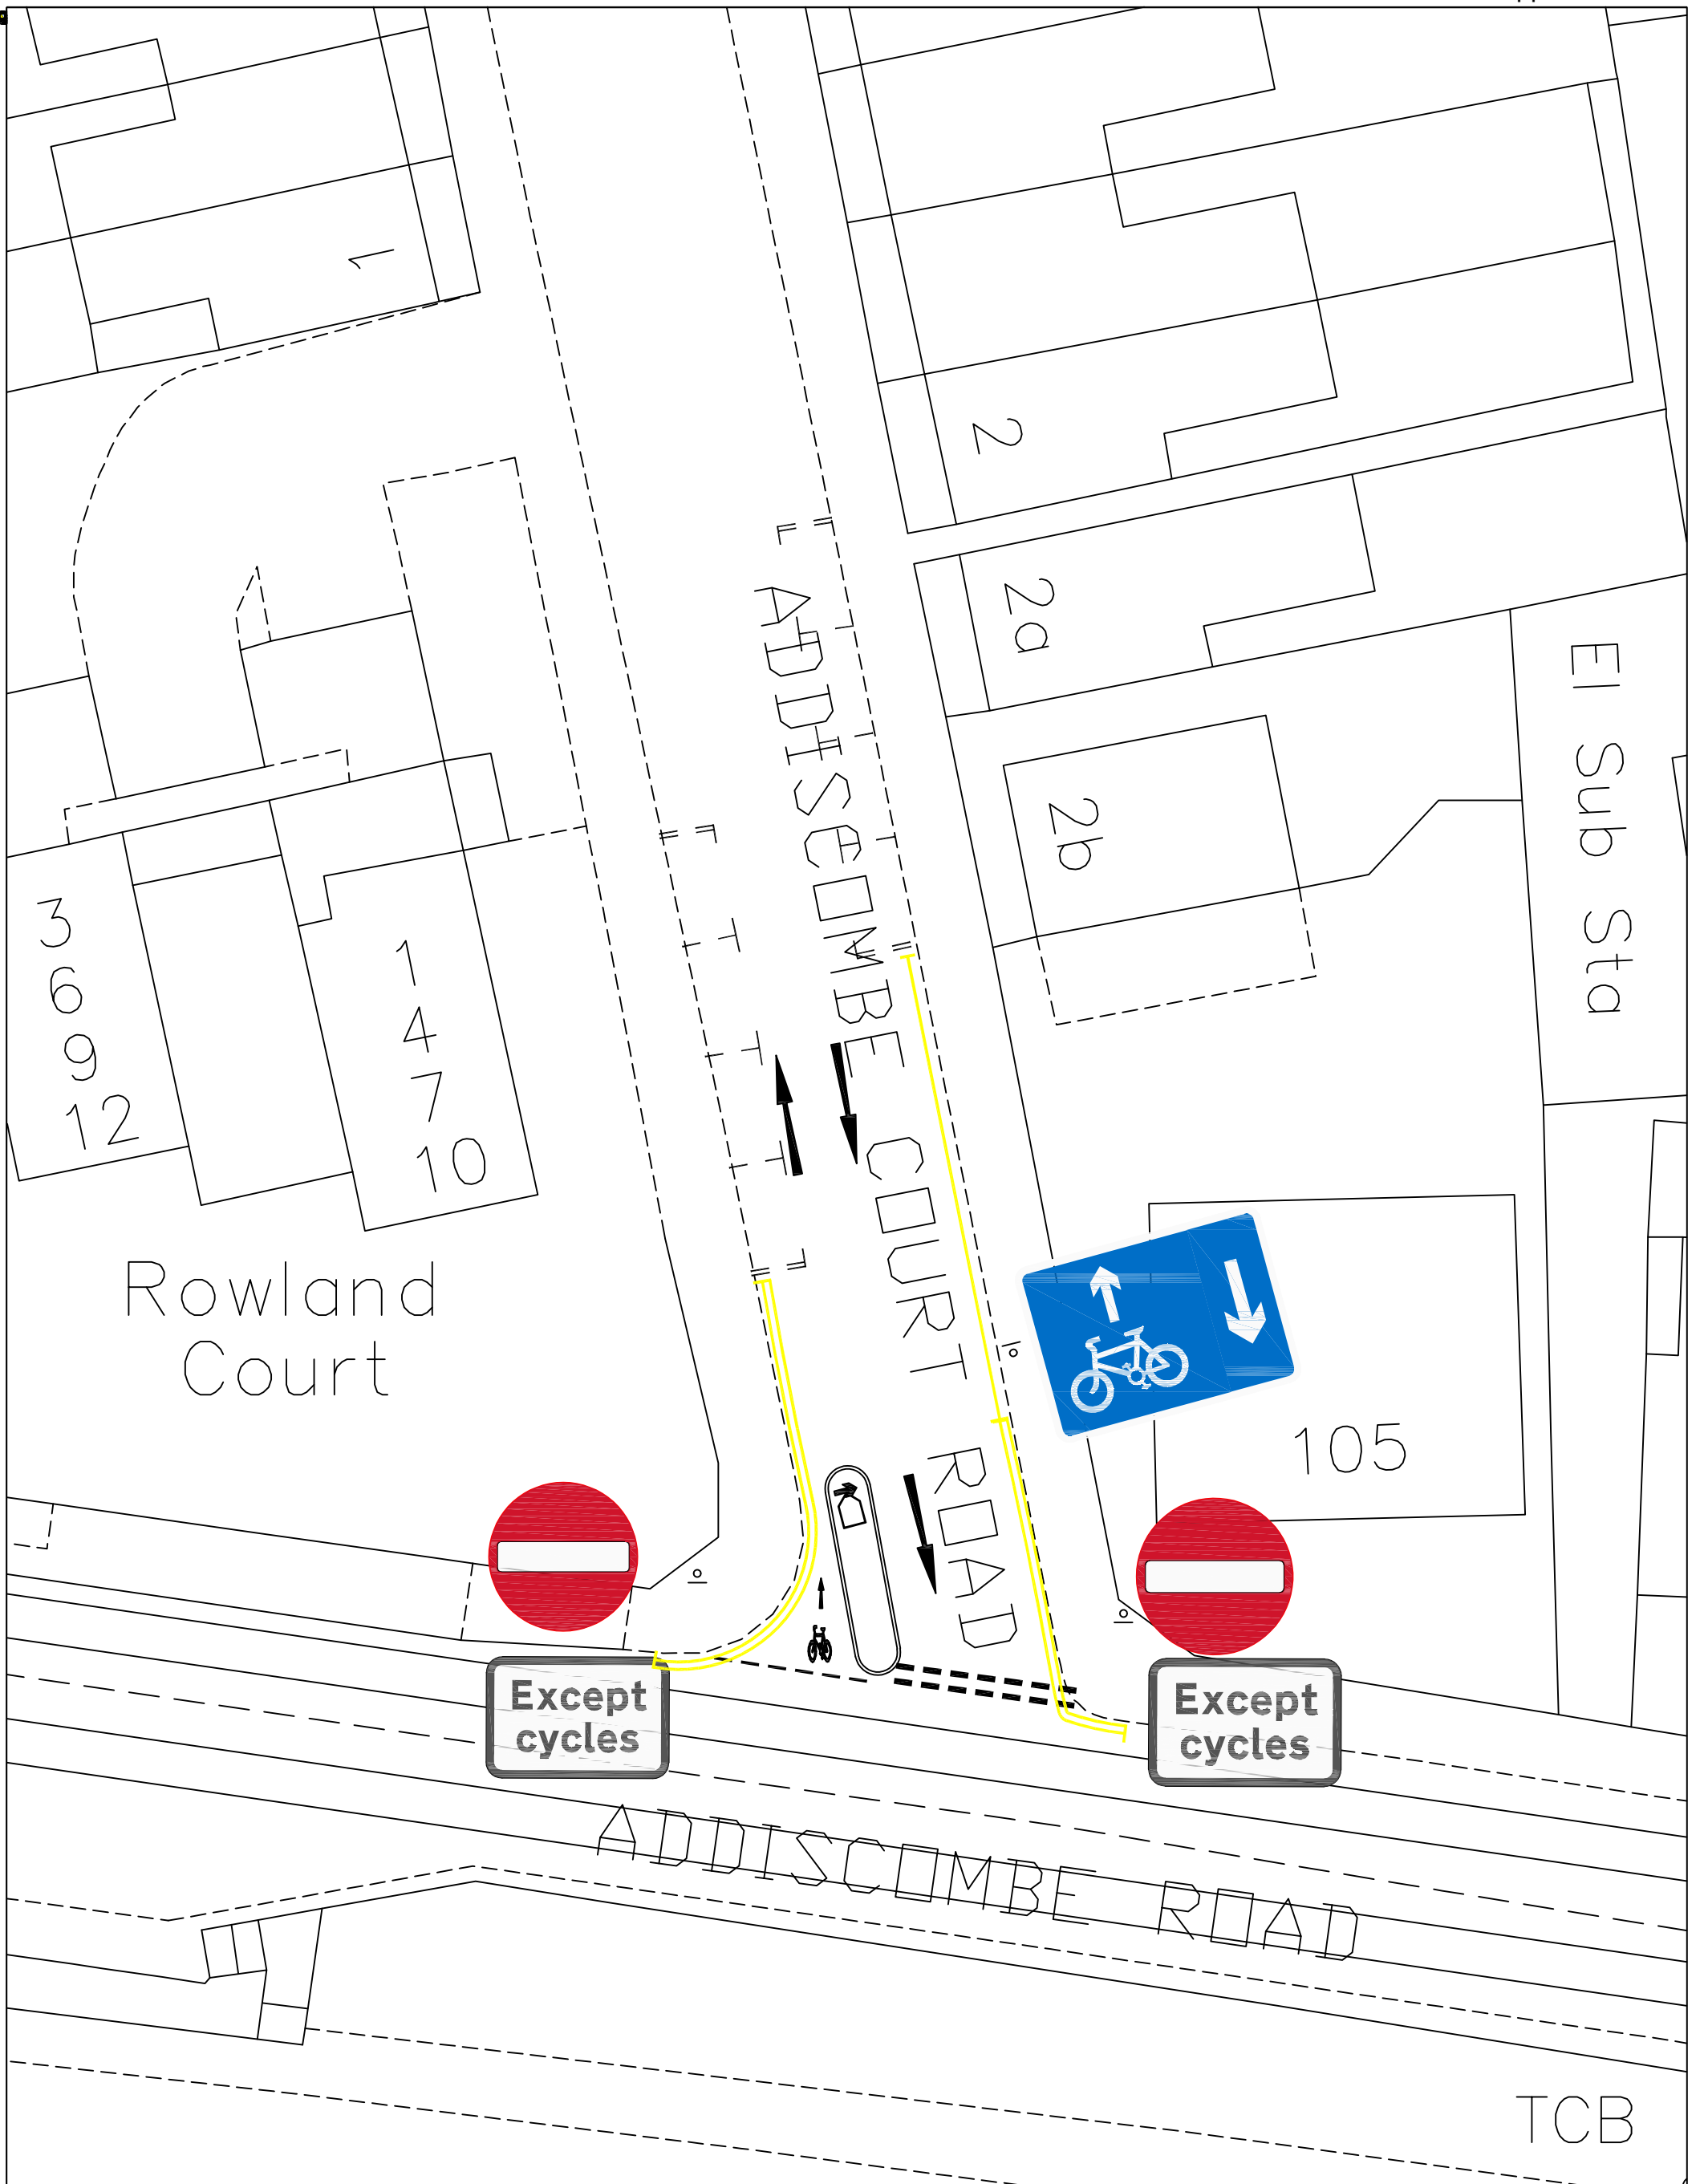 1
2
2a
2b
El Sub Sta
ADDISCOMBE COURT ROAD
3
6
9
12
1
4
7
10
Rowland
Court
105
Except
cycles
Except
cycles
ADDISCOMBE ROAD
TCB